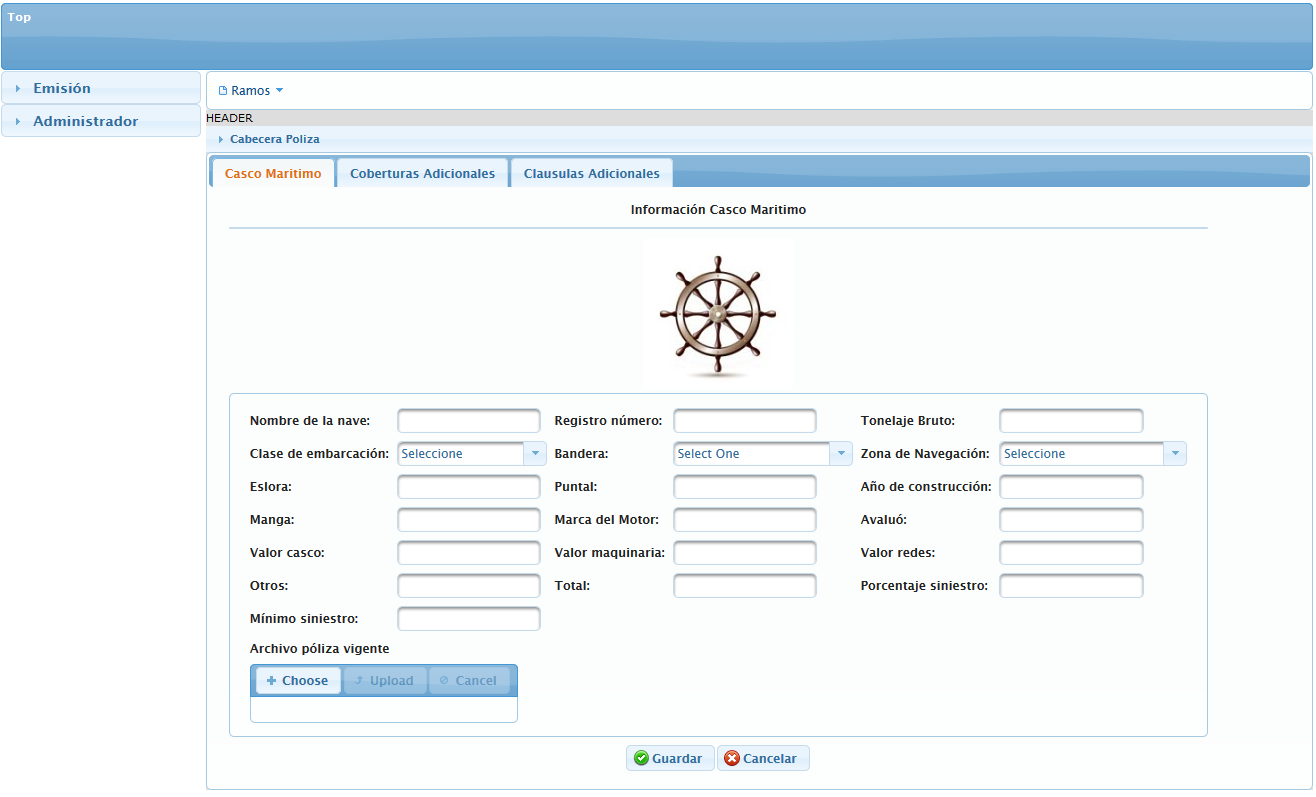 Top
Emisión
Administrador
Ramos
HEADER
Cabecera Poliza
Casco Maritimo Coberturas Adicionales Clausulas Adicionales
Información Casco Maritimo
Nombre de la nave: Registro número: Tonelaje Bruto:
Clase de embarcación: Seleccione Bandera: Select One Zona de Navegación: Seleccione
Eslora: Puntal: Año de construcción:
Manga: Marca del Motor: Avaluó:
Valor casco: Valor maquinaria: Valor redes:
Otros: Total: Porcentaje siniestro:
Mínimo siniestro:
Archivo póliza vigente
Choose Upload Cancel
Guardar Cancelar